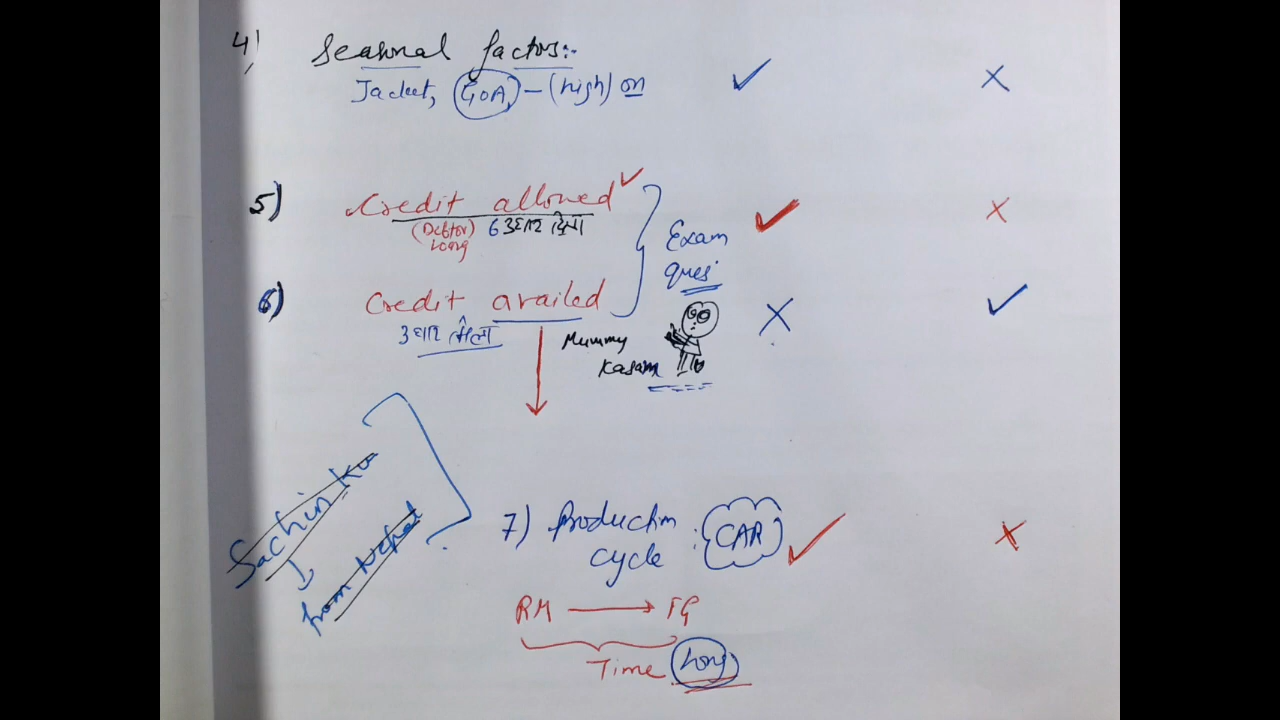 4) Seasonal factors:-
Jacket, GOA, - (high) on
5) Credit allowed
(Debtor) उधार देना
Long
Exam
ques
6) Credit availed
उधार लेना
Mummy
Kasam
Sachin Ku
from Nepal
7) Production : CAR
cycle
RM → FG
Time Long